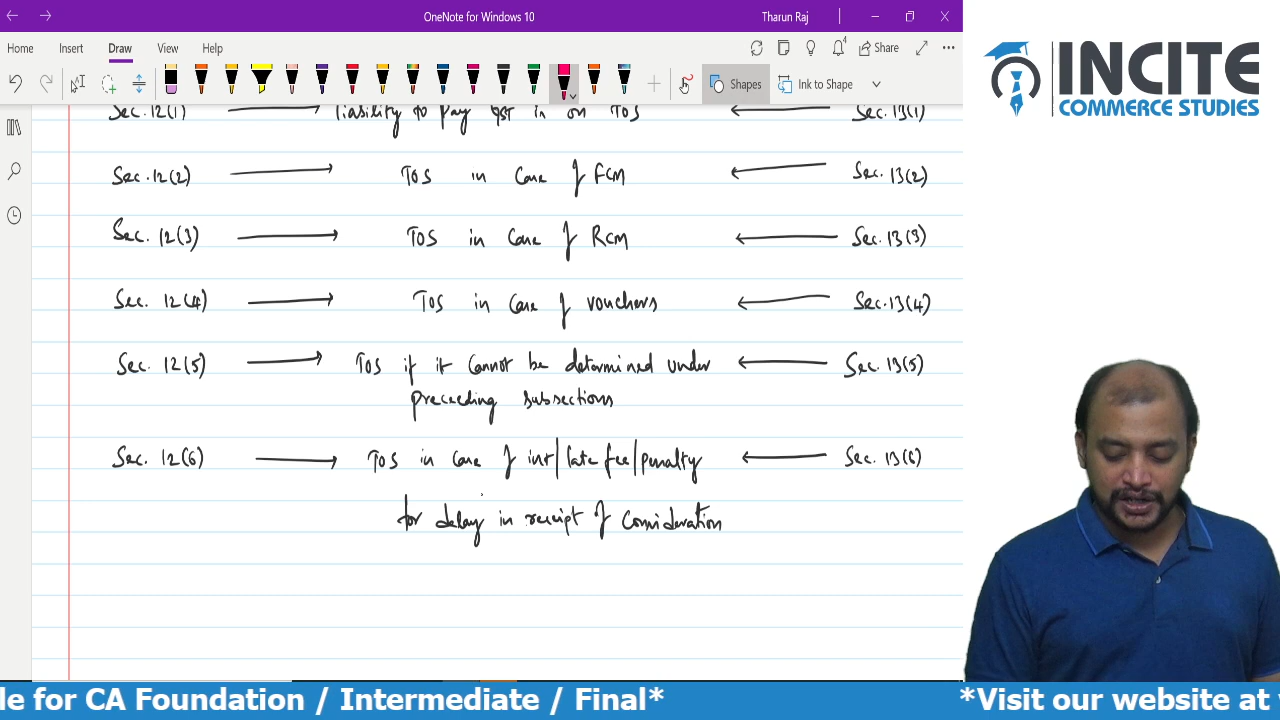 OneNote for Windows 10
Tharun Raj
Home Insert Draw View Help
4 Share
Shapes Ink to Shape
INCITE
COMMERCE STUDIES
Sec.12(1) liability to pay GST is on TOS Sec.13(1)
Sec.12(2) TOS in case of FCM Sec.13(2)
Sec.12(3) TOS in case of RCM Sec.13(3)
Sec. 12(4) TOS in case of vouchers Sec.13(4)
Sec. 12(5) TOS if it cannot be determined under Sec.13(5)
preceding subsections
Sec. 12(6) TOS in case of int/late fee/penalty Sec.13(6)
for delay in receipt of consideration
le for CA Foundation / Intermediate / Final* *Visit our website at